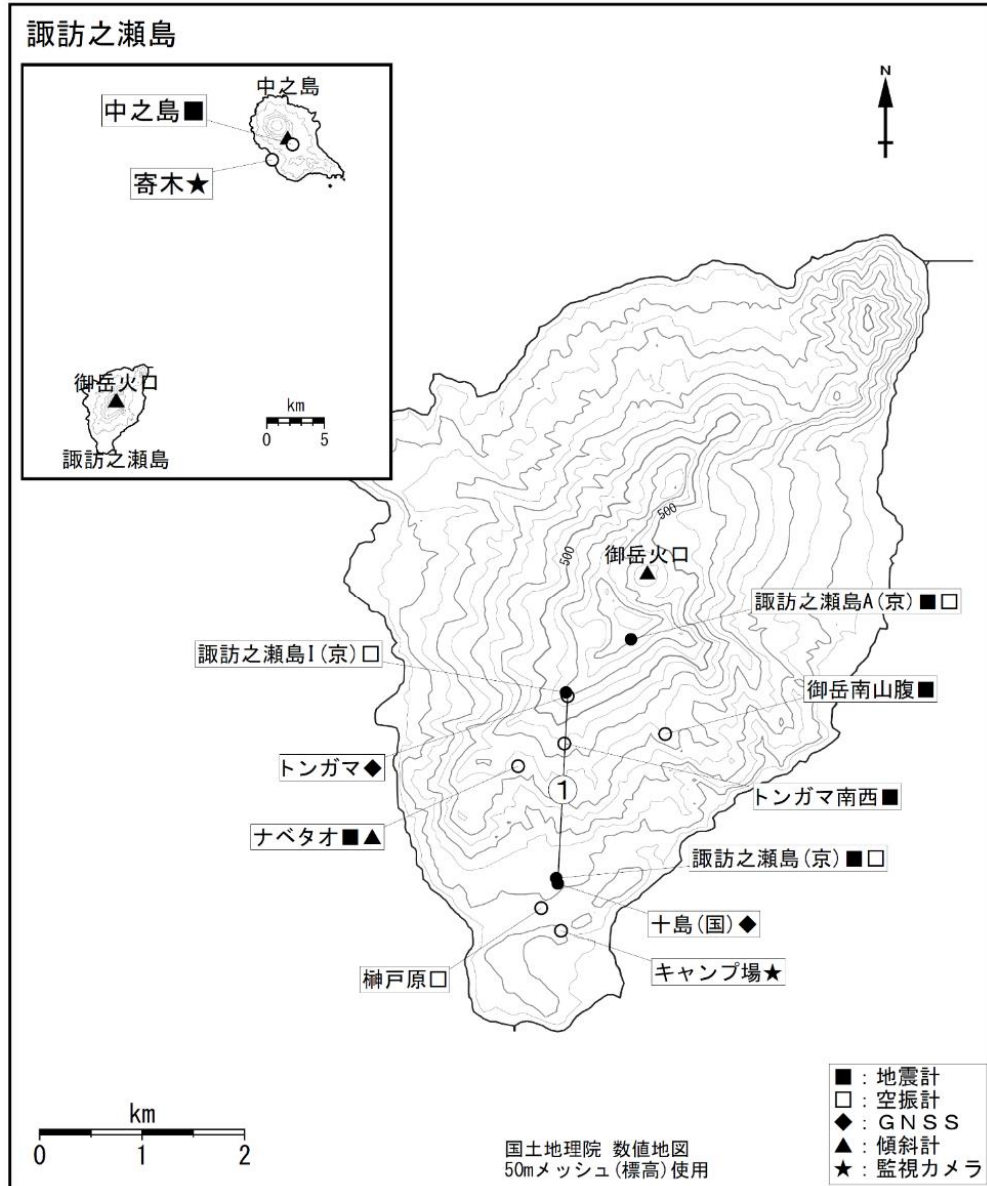 諏訪之瀬島
中之島
中之島■
寄木★
御岳火口
諏訪之瀬島
km
0 5
N
500
500
御岳火口
諏訪之瀬島A(京)■□
諏訪之瀬島I(京)□
御岳南山腹■
トンガマ◆
トンガマ南西■
1
ナベタオ■▲
諏訪之瀬島(京)■□
十島(国)◆
榊戸原□
キャンプ場★
km
0 1 2
国土地理院 数値地図
50mメッシュ(標高)使用
■:地震計
□:空振計
◆:GNSS
▲:傾斜計
★:監視カメラ